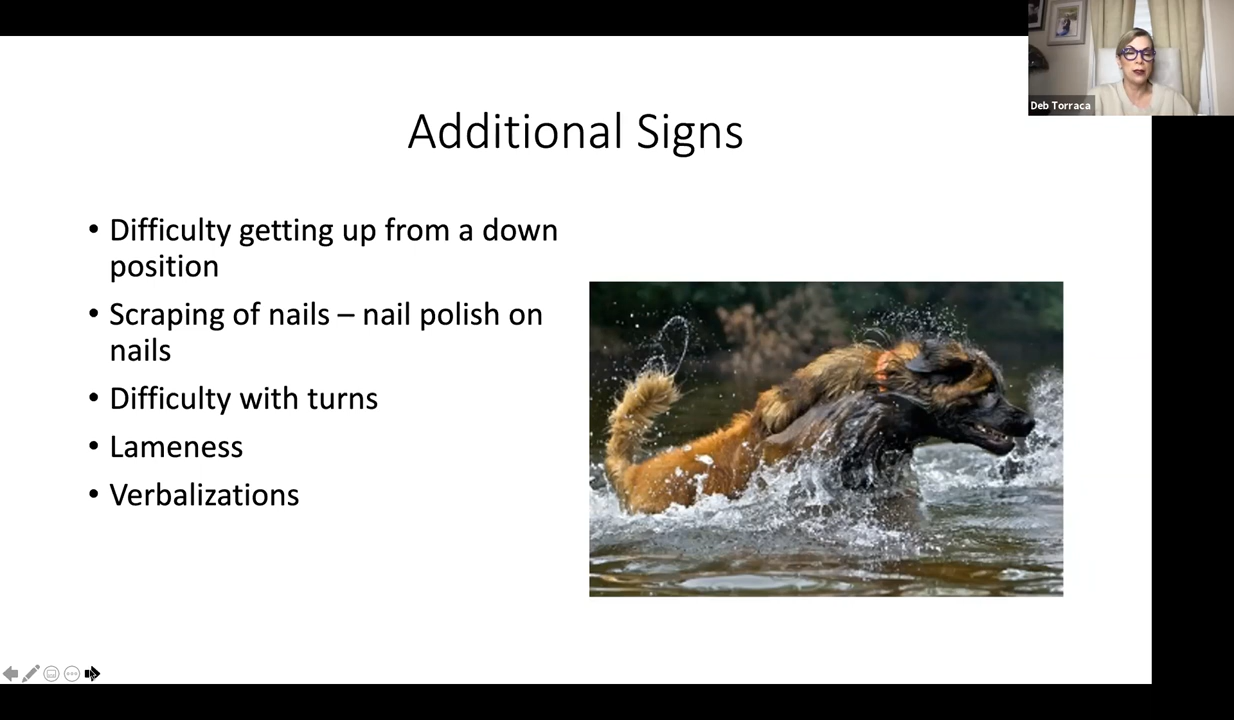 Deb Torraca
Additional Signs
• Difficulty getting up from a down
position
• Scraping of nails – nail polish on
nails
• Difficulty with turns
• Lameness
• Verbalizations